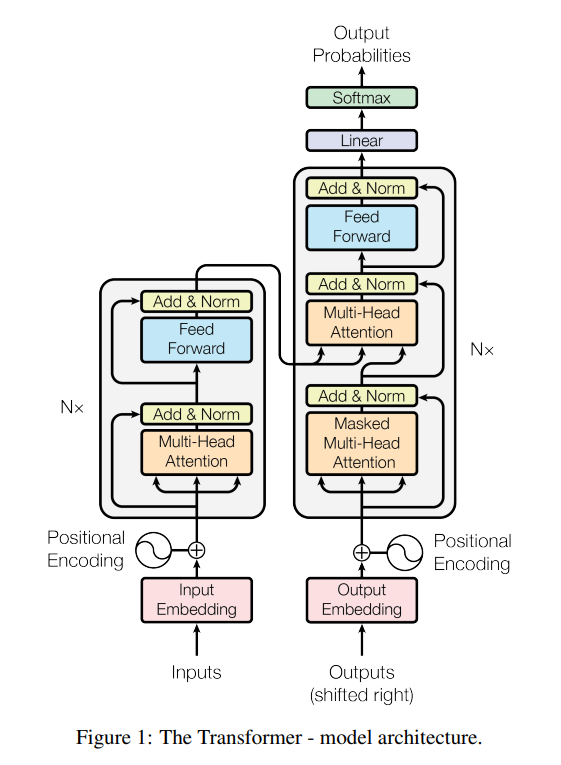 Output
Probabilities
Softmax
Linear
Add & Norm
Feed
Forward
Add & Norm
Multi-Head
Attention
Add & Norm
Masked
Multi-Head
Attention
N×
Add & Norm
Feed
Forward
Add & Norm
Multi-Head
Attention
N×
Positional
Encoding
Positional
Encoding
Input
Embedding
Output
Embedding
Inputs
Outputs
(shifted right)
Figure 1: The Transformer - model architecture.